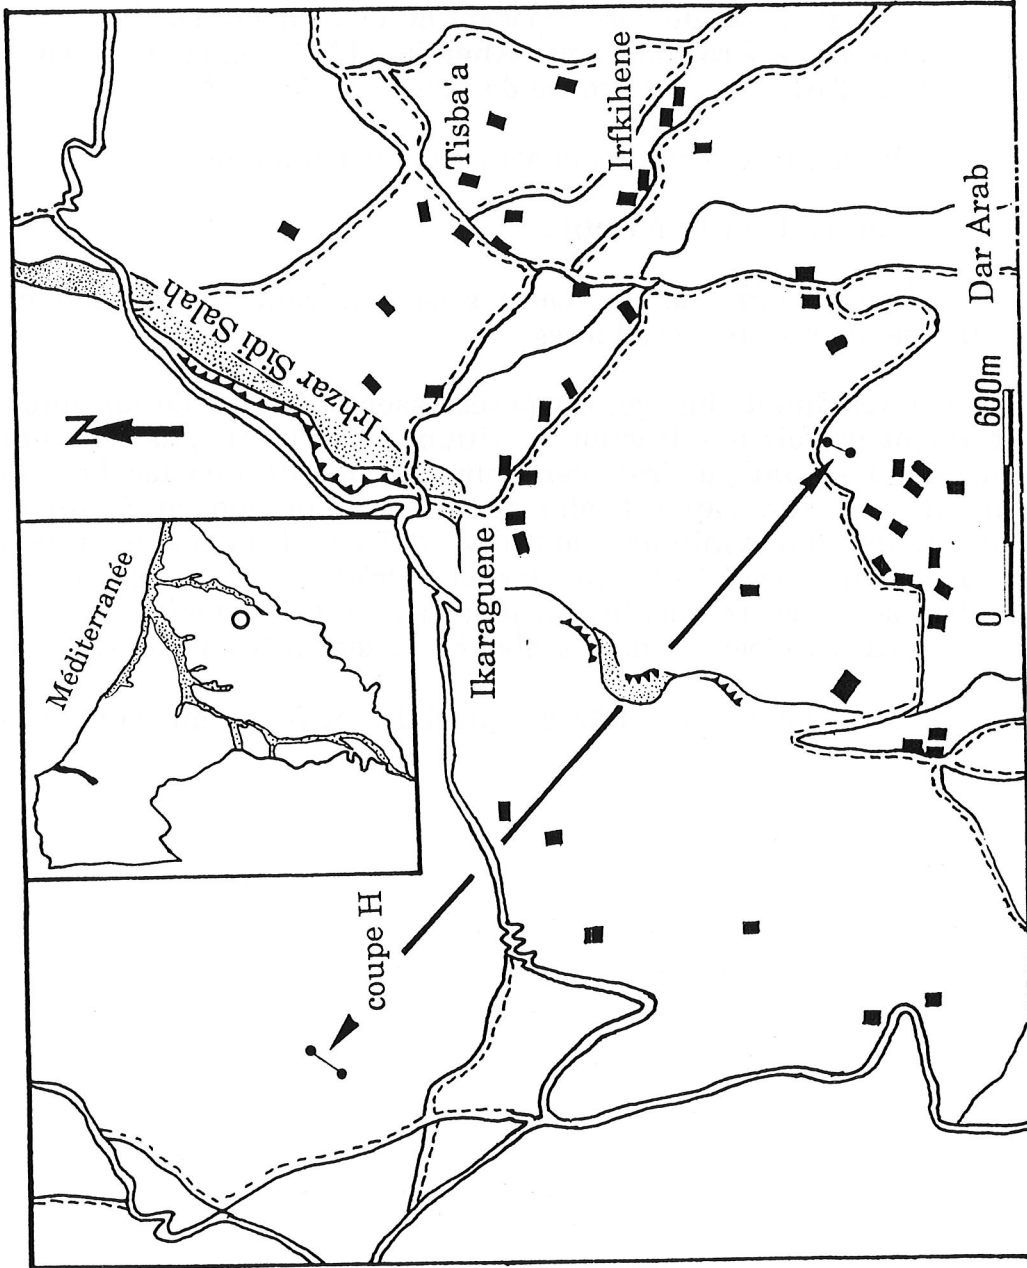 Méditerranée
N
Irhzar Sidi Salah
Tisba'a
Irfkihene
Ikaraguene
coupe H
Dar Arab
0 600m